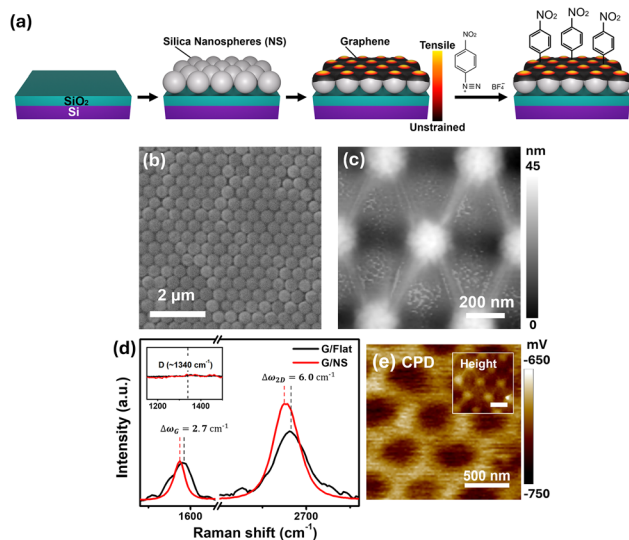 (a)
Silica Nanospheres (NS)
Graphene
Tensile
Unstrained
NO₂
N≡N
+
BF₄⁻
NO₂
NO₂
NO₂
SiO₂
Si
(b)
2 μm
(c)
200 nm
nm
45
0
(d)
G/Flat
G/NS
D (~1340 cm⁻¹)
1200 1400
Δω2D = 6.0 cm⁻¹
ΔωG = 2.7 cm⁻¹
Intensity (a.u.)
1600 2700
Raman shift (cm⁻¹)
(e) CPD
Height
500 nm
mV
-650
-750